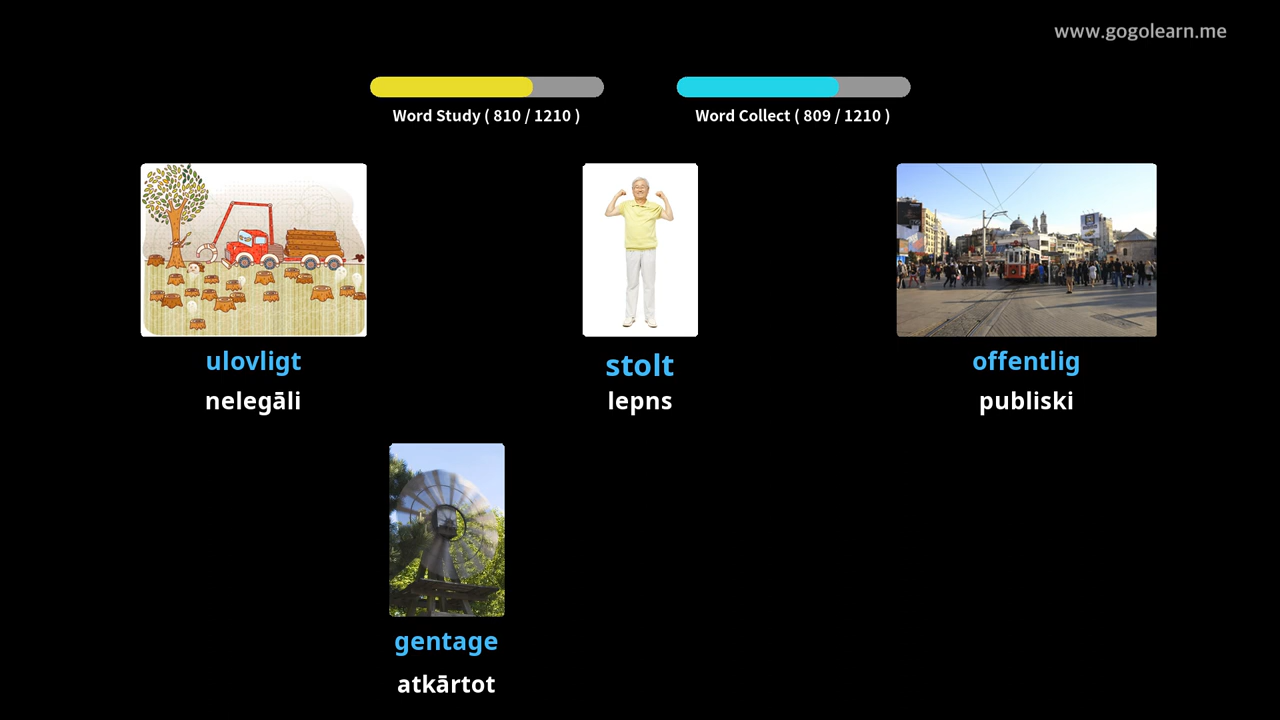 www.gogolearn.me
Word Study ( 810 / 1210 )
Word Collect ( 809 / 1210 )
ulovligt
stolt
offentlig
nelegāli
lepns
publiski
gentage
atkārtot